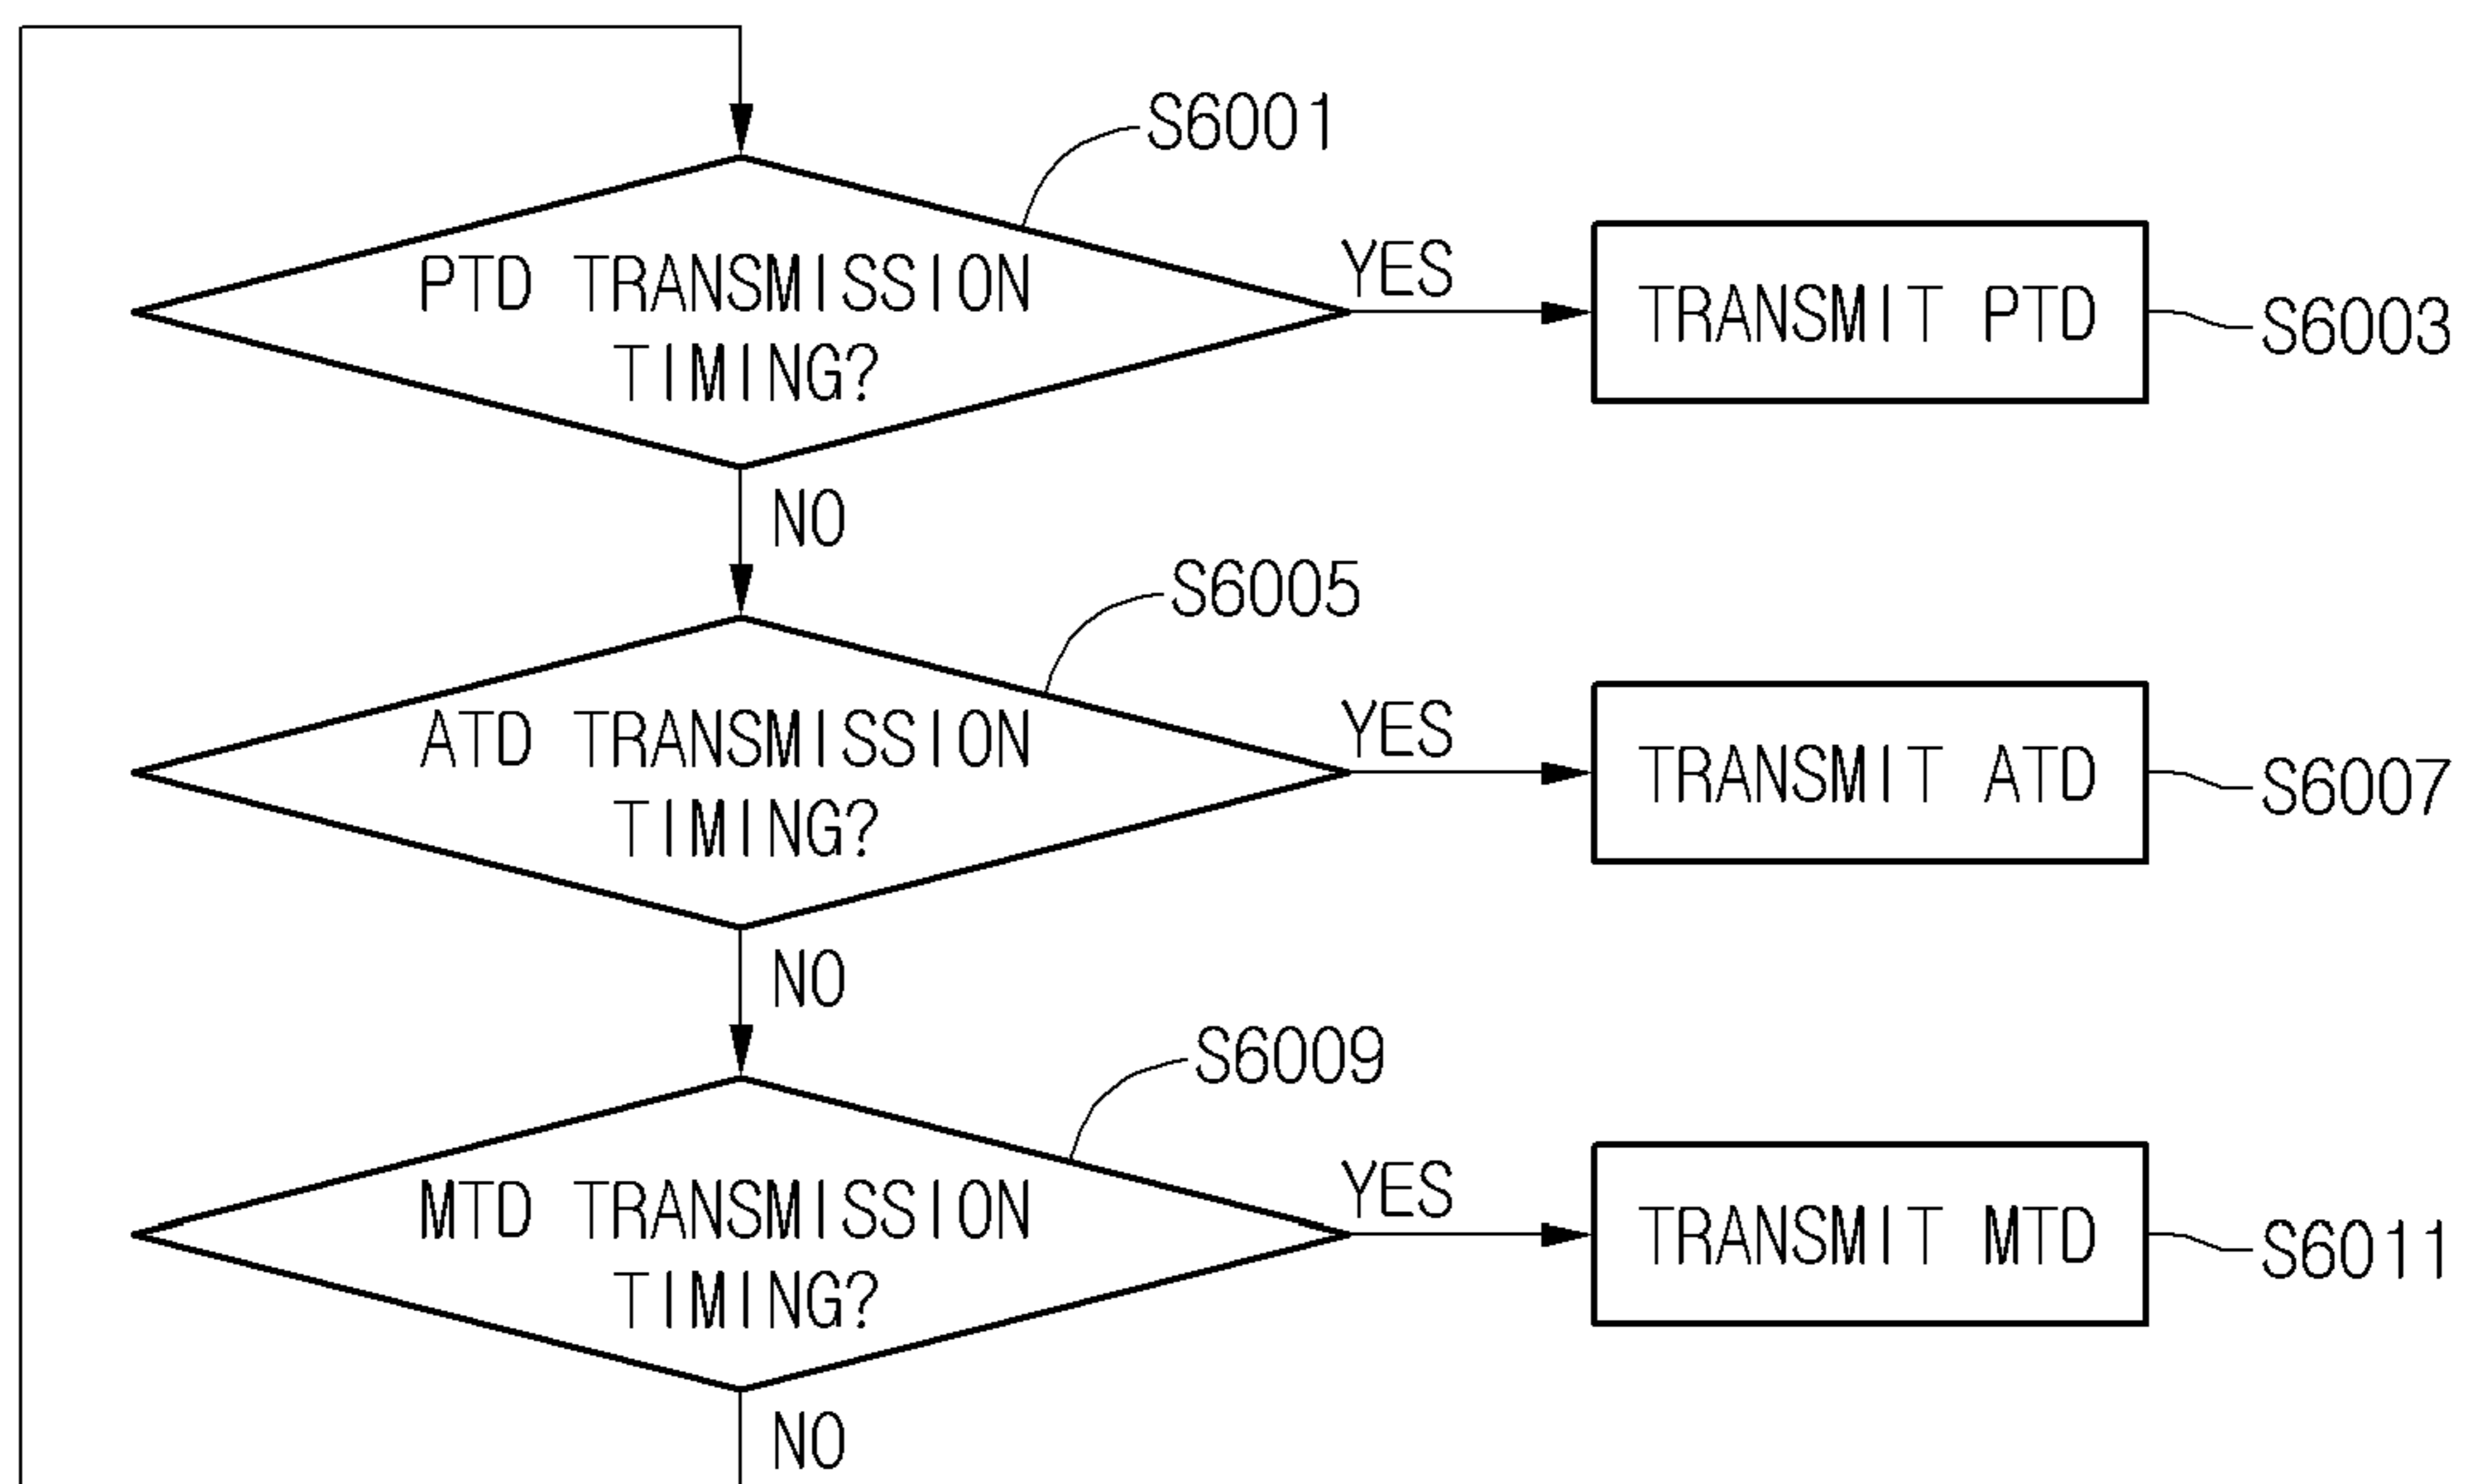 S6001
PTD TRANSMISSION
TIMING?
YES
TRANSMIT PTD
S6003
NO
S6005
ATD TRANSMISSION
TIMING?
YES
TRANSMIT ATD
S6007
NO
S6009
MTD TRANSMISSION
TIMING?
YES
TRANSMIT MTD
S6011
NO